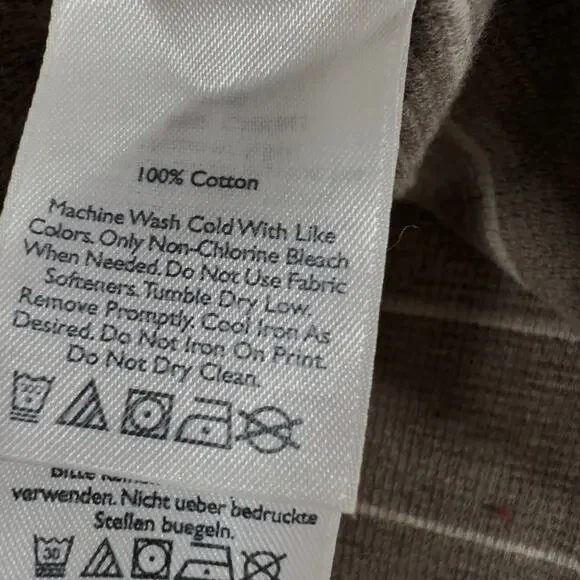 100% Cotton
Machine Wash Cold With Like
Colors. Only Non-Chlorine Bleach
When Needed. Do Not Use Fabric
Softeners. Tumble Dry Low.
Remove Promptly. Cool Iron As
Desired. Do Not Iron On Print.
Do Not Dry Clean.
verwenden. Nicht ueber bedruckte
Stellen buegeln.
30